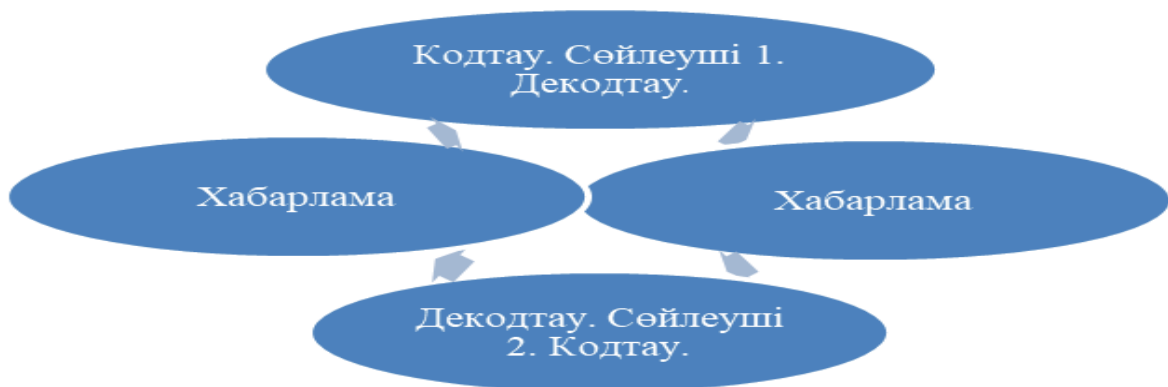 Кодтау. Сөйлеуші 1.
Декодтау.
Хабарлама
Хабарлама
Декодтау. Сөйлеуші
2. Кодтау.